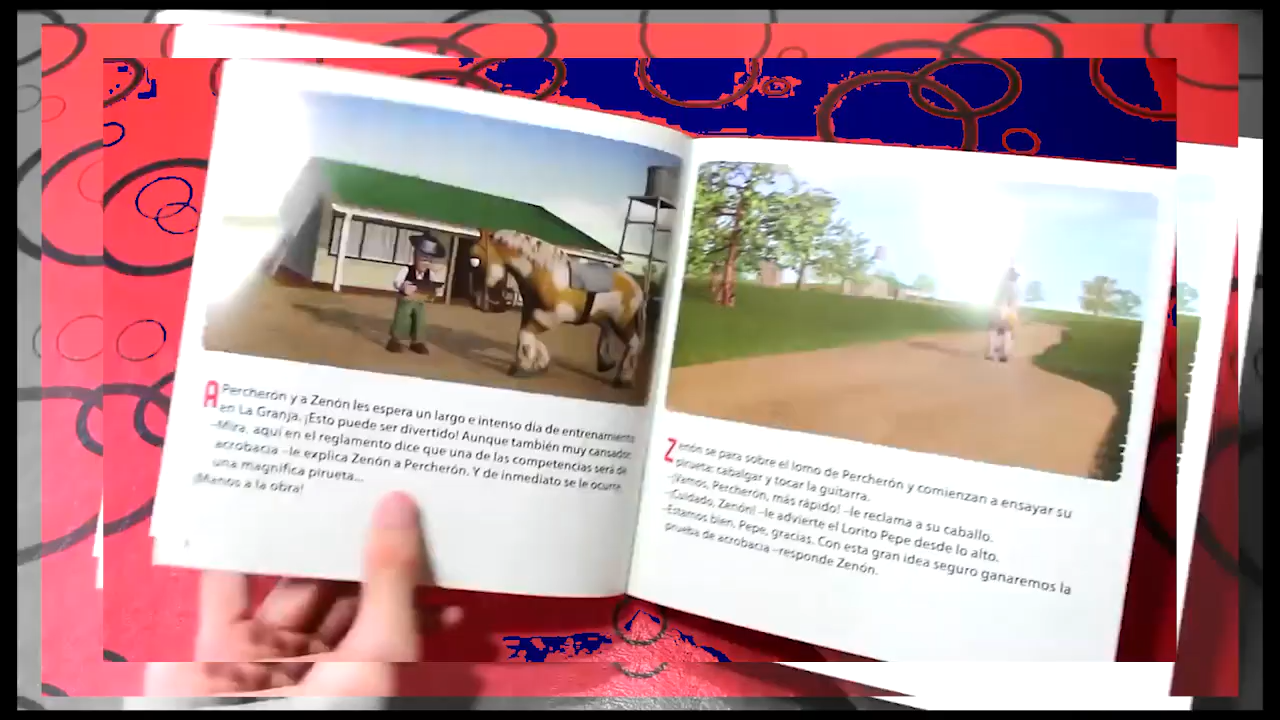 A Percherón y a Zenón les espera un largo e intenso día de entrenamiento
en La Granja. ¡Esto puede ser divertido! Aunque también muy cansador.
–Mira, aquí en el reglamento dice que una de las competencias será de
acrobacia –le explica Zenón a Percherón. Y de inmediato se le ocurre
una magnífica pirueta...
¡Manos a la obra!
Zenón se para sobre el lomo de Percherón y comienzan a ensayar su
pirueta: cabalgar y tocar la guitarra.
–¡Vamos, Percherón, más rápido! –le reclama a su caballo.
–¡Cuidado, Zenón! –le advierte el Lorito Pepe desde lo alto.
–Estamos bien, Pepe, gracias. Con esta gran idea seguro ganaremos la
prueba de acrobacia –responde Zenón.